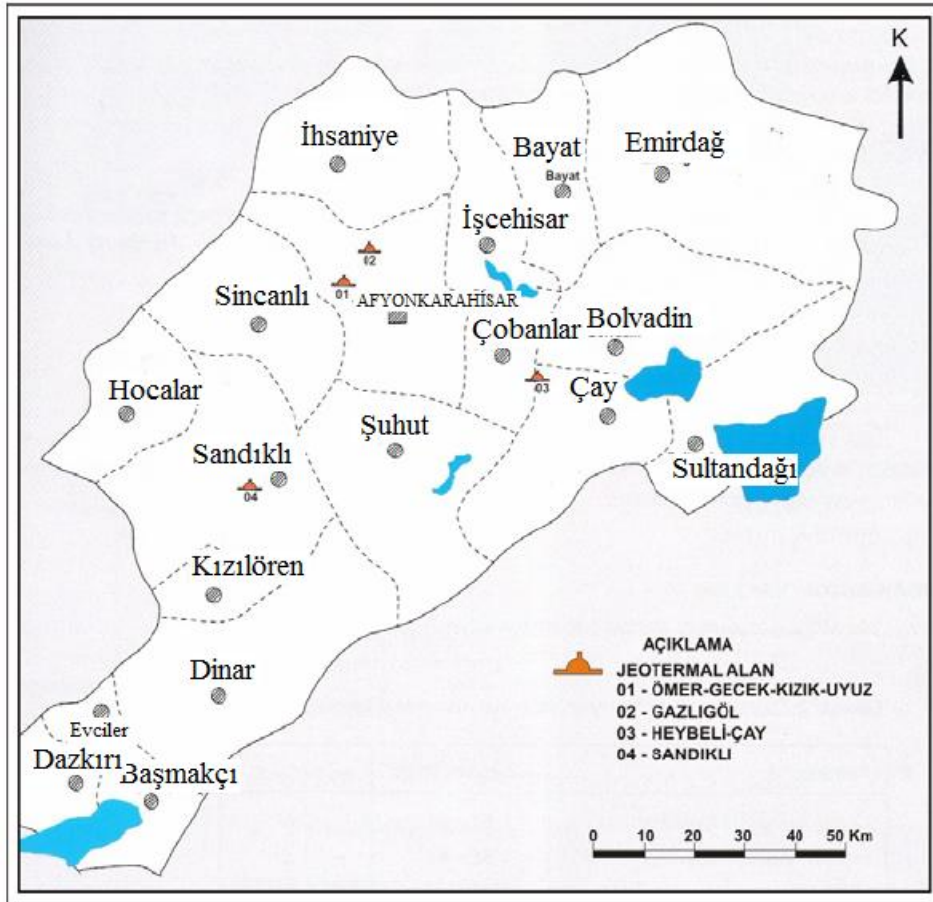 K
İhsaniye
Bayat
Emirdağ
Bayat
İşcehisar
02
01
Sincanlı
AFYONKARAHİSAR
Çobanlar
Bolvadin
03
Çay
Hocalar
Şuhut
Sandıklı
04
Sultandağı
Kızılören
Dinar
Evciler
Dazkırı
Başmakçı
AÇIKLAMA
JEOTERMAL ALAN
01 - ÖMER-GECEK-KIZIK-UYUZ
02 - GAZLIGÖL
03 - HEYBELİ-ÇAY
04 - SANDIKLI
0 10 20 30 40 50 Km